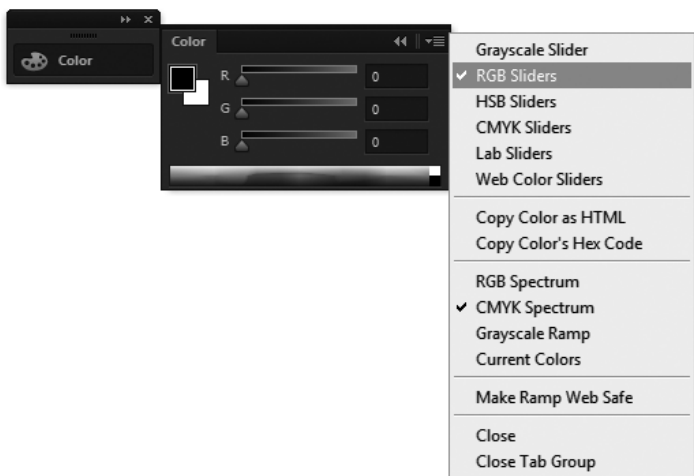 Color
Color
R 0
G 0
B 0
Grayscale Slider
RGB Sliders
HSB Sliders
CMYK Sliders
Lab Sliders
Web Color Sliders
Copy Color as HTML
Copy Color's Hex Code
RGB Spectrum
CMYK Spectrum
Grayscale Ramp
Current Colors
Make Ramp Web Safe
Close
Close Tab Group